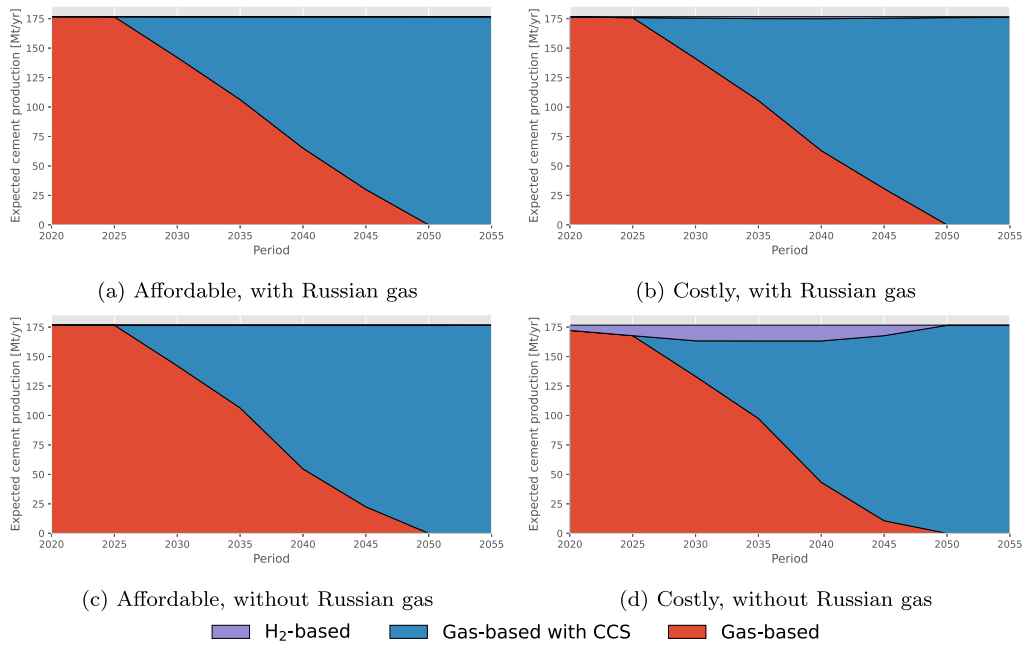 Expected cement production [Mt/yr]
175
150
125
100
75
50
25
0
2020 2025 2030 2035 2040 2045 2050 2055
Period
(a) Affordable, with Russian gas
Expected cement production [Mt/yr]
175
150
125
100
75
50
25
0
2020 2025 2030 2035 2040 2045 2050 2055
Period
(b) Costly, with Russian gas
Expected cement production [Mt/yr]
175
150
125
100
75
50
25
0
2020 2025 2030 2035 2040 2045 2050 2055
Period
(c) Affordable, without Russian gas
Expected cement production [Mt/yr]
175
150
125
100
75
50
25
0
2020 2025 2030 2035 2040 2045 2050 2055
Period
(d) Costly, without Russian gas
H₂-based Gas-based with CCS Gas-based